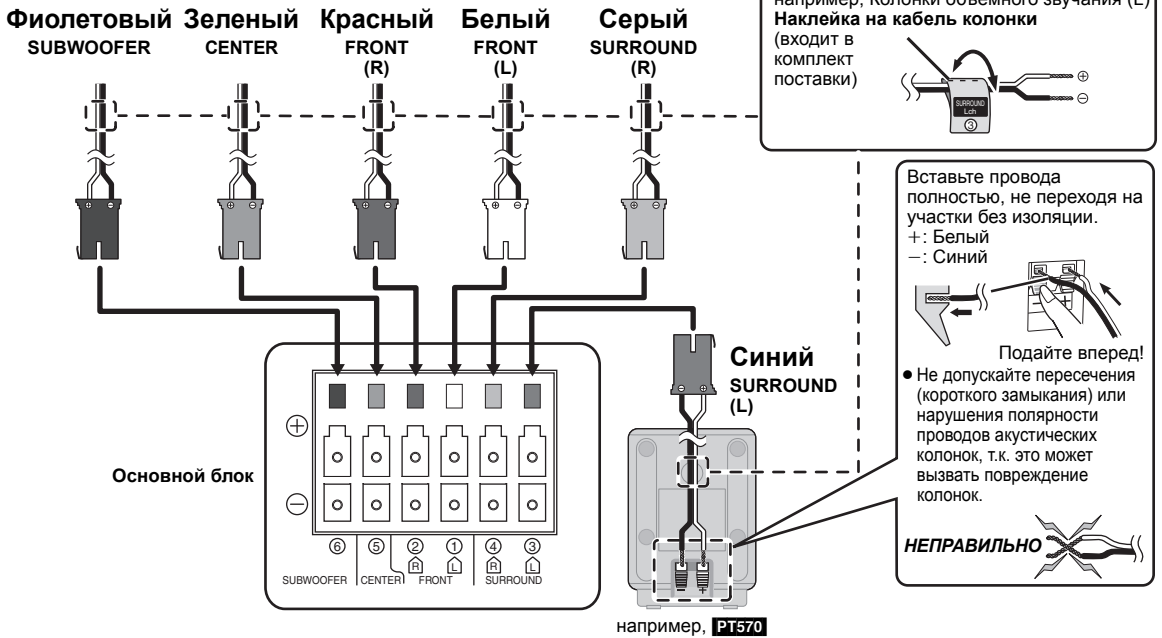 например, Колонки объемного звучания (L)
Наклейка на кабель колонки
(входит в
комплект
поставки)
⊕
⊖
SURROUND
Lch
③
Фиолетовый
SUBWOOFER
Зеленый
CENTER
Красный
FRONT
(R)
Белый
FRONT
(L)
Серый
SURROUND
(R)
⊕ ⊖
⊕ ⊖
⊕ ⊖
⊕ ⊖
⊕ ⊖
Вставьте провода
полностью, не переходя на
участки без изоляции.
+: Белый
−: Синий
Подайте вперед!
● Не допускайте пересечения
(короткого замыкания) или
нарушения полярности
проводов акустических
колонок, т.к. это может
вызвать повреждение
колонок.
НЕПРАВИЛЬНО
Синий
SURROUND
(L)
⊕ ⊖
− +
например, PT570
Основной блок
⊕
⊖
⑥ ⑤ ② ① ④ ③
R L R L
SUBWOOFER CENTER FRONT SURROUND